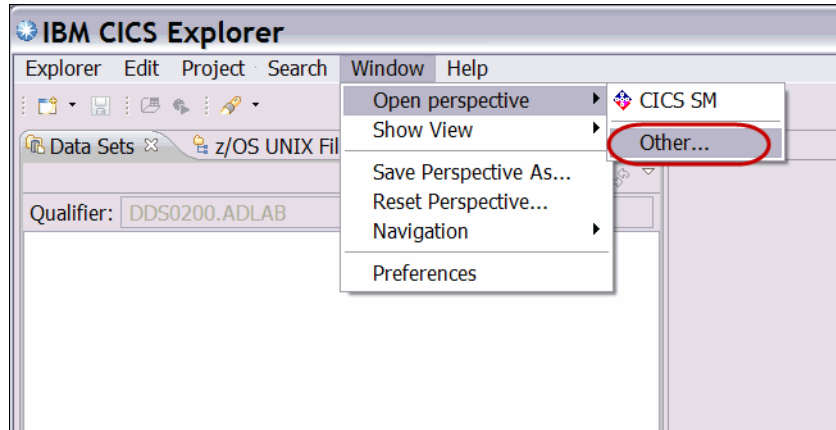 IBM CICS Explorer
Explorer Edit Project Search Window Help
Open perspective
CICS SM
Show View
Other...
Data Sets
z/OS UNIX Fil
Save Perspective As...
Qualifier: DDS0200.ADLAB
Reset Perspective...
Navigation
Preferences